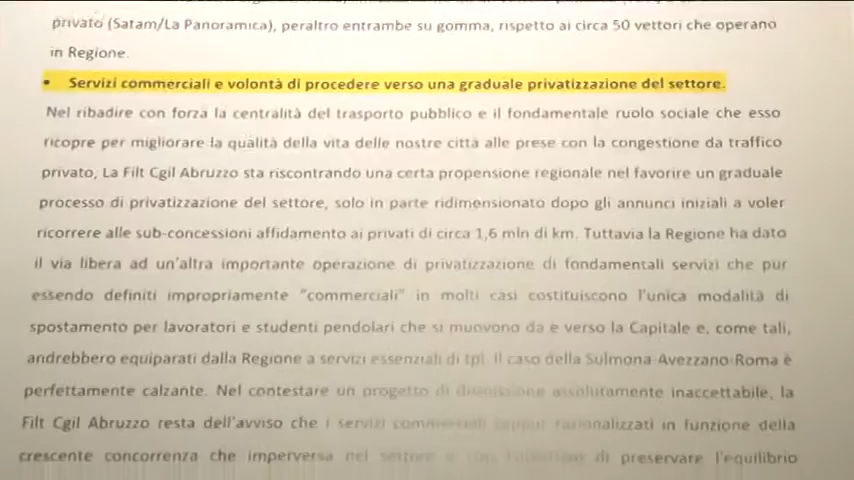 privato (Satam/La Panoramica), peraltro entrambe su gomma, rispetto ai circa 50 vettori che operano
in Regione.
• Servizi commerciali e volontà di procedere verso una graduale privatizzazione del settore.
Nel ribadire con forza la centralità del trasporto pubblico e il fondamentale ruolo sociale che esso
ricopre per migliorare la qualità della vita delle nostre città alle prese con la congestione da traffico
privato, La Filt Cgil Abruzzo sta riscontrando una certa propensione regionale nel favorire un graduale
processo di privatizzazione del settore, solo in parte ridimensionato dopo gli annunci iniziali a voler
ricorrere alle sub-concessioni affidamento ai privati di circa 1,6 mln di km. Tuttavia la Regione ha dato
il via libera ad un'altra importante operazione di privatizzazione di fondamentali servizi che pur
essendo definiti impropriamente "commerciali" in molti casi costituiscono l'unica modalità di
spostamento per lavoratori e studenti pendolari che si muovono da e verso la Capitale e, come tali,
andrebbero equiparati dalla Regione a servizi essenziali di tpl. Il caso della Sulmona-Avezzano-Roma è
perfettamente calzante. Nel contestare un progetto di dismissione assolutamente inaccettabile, la
Filt Cgil Abruzzo resta dell'avviso che i servizi commerciali razionalizzati in funzione della
crescente concorrenza che imperversa nel settore e con di preservare l'equilibrio